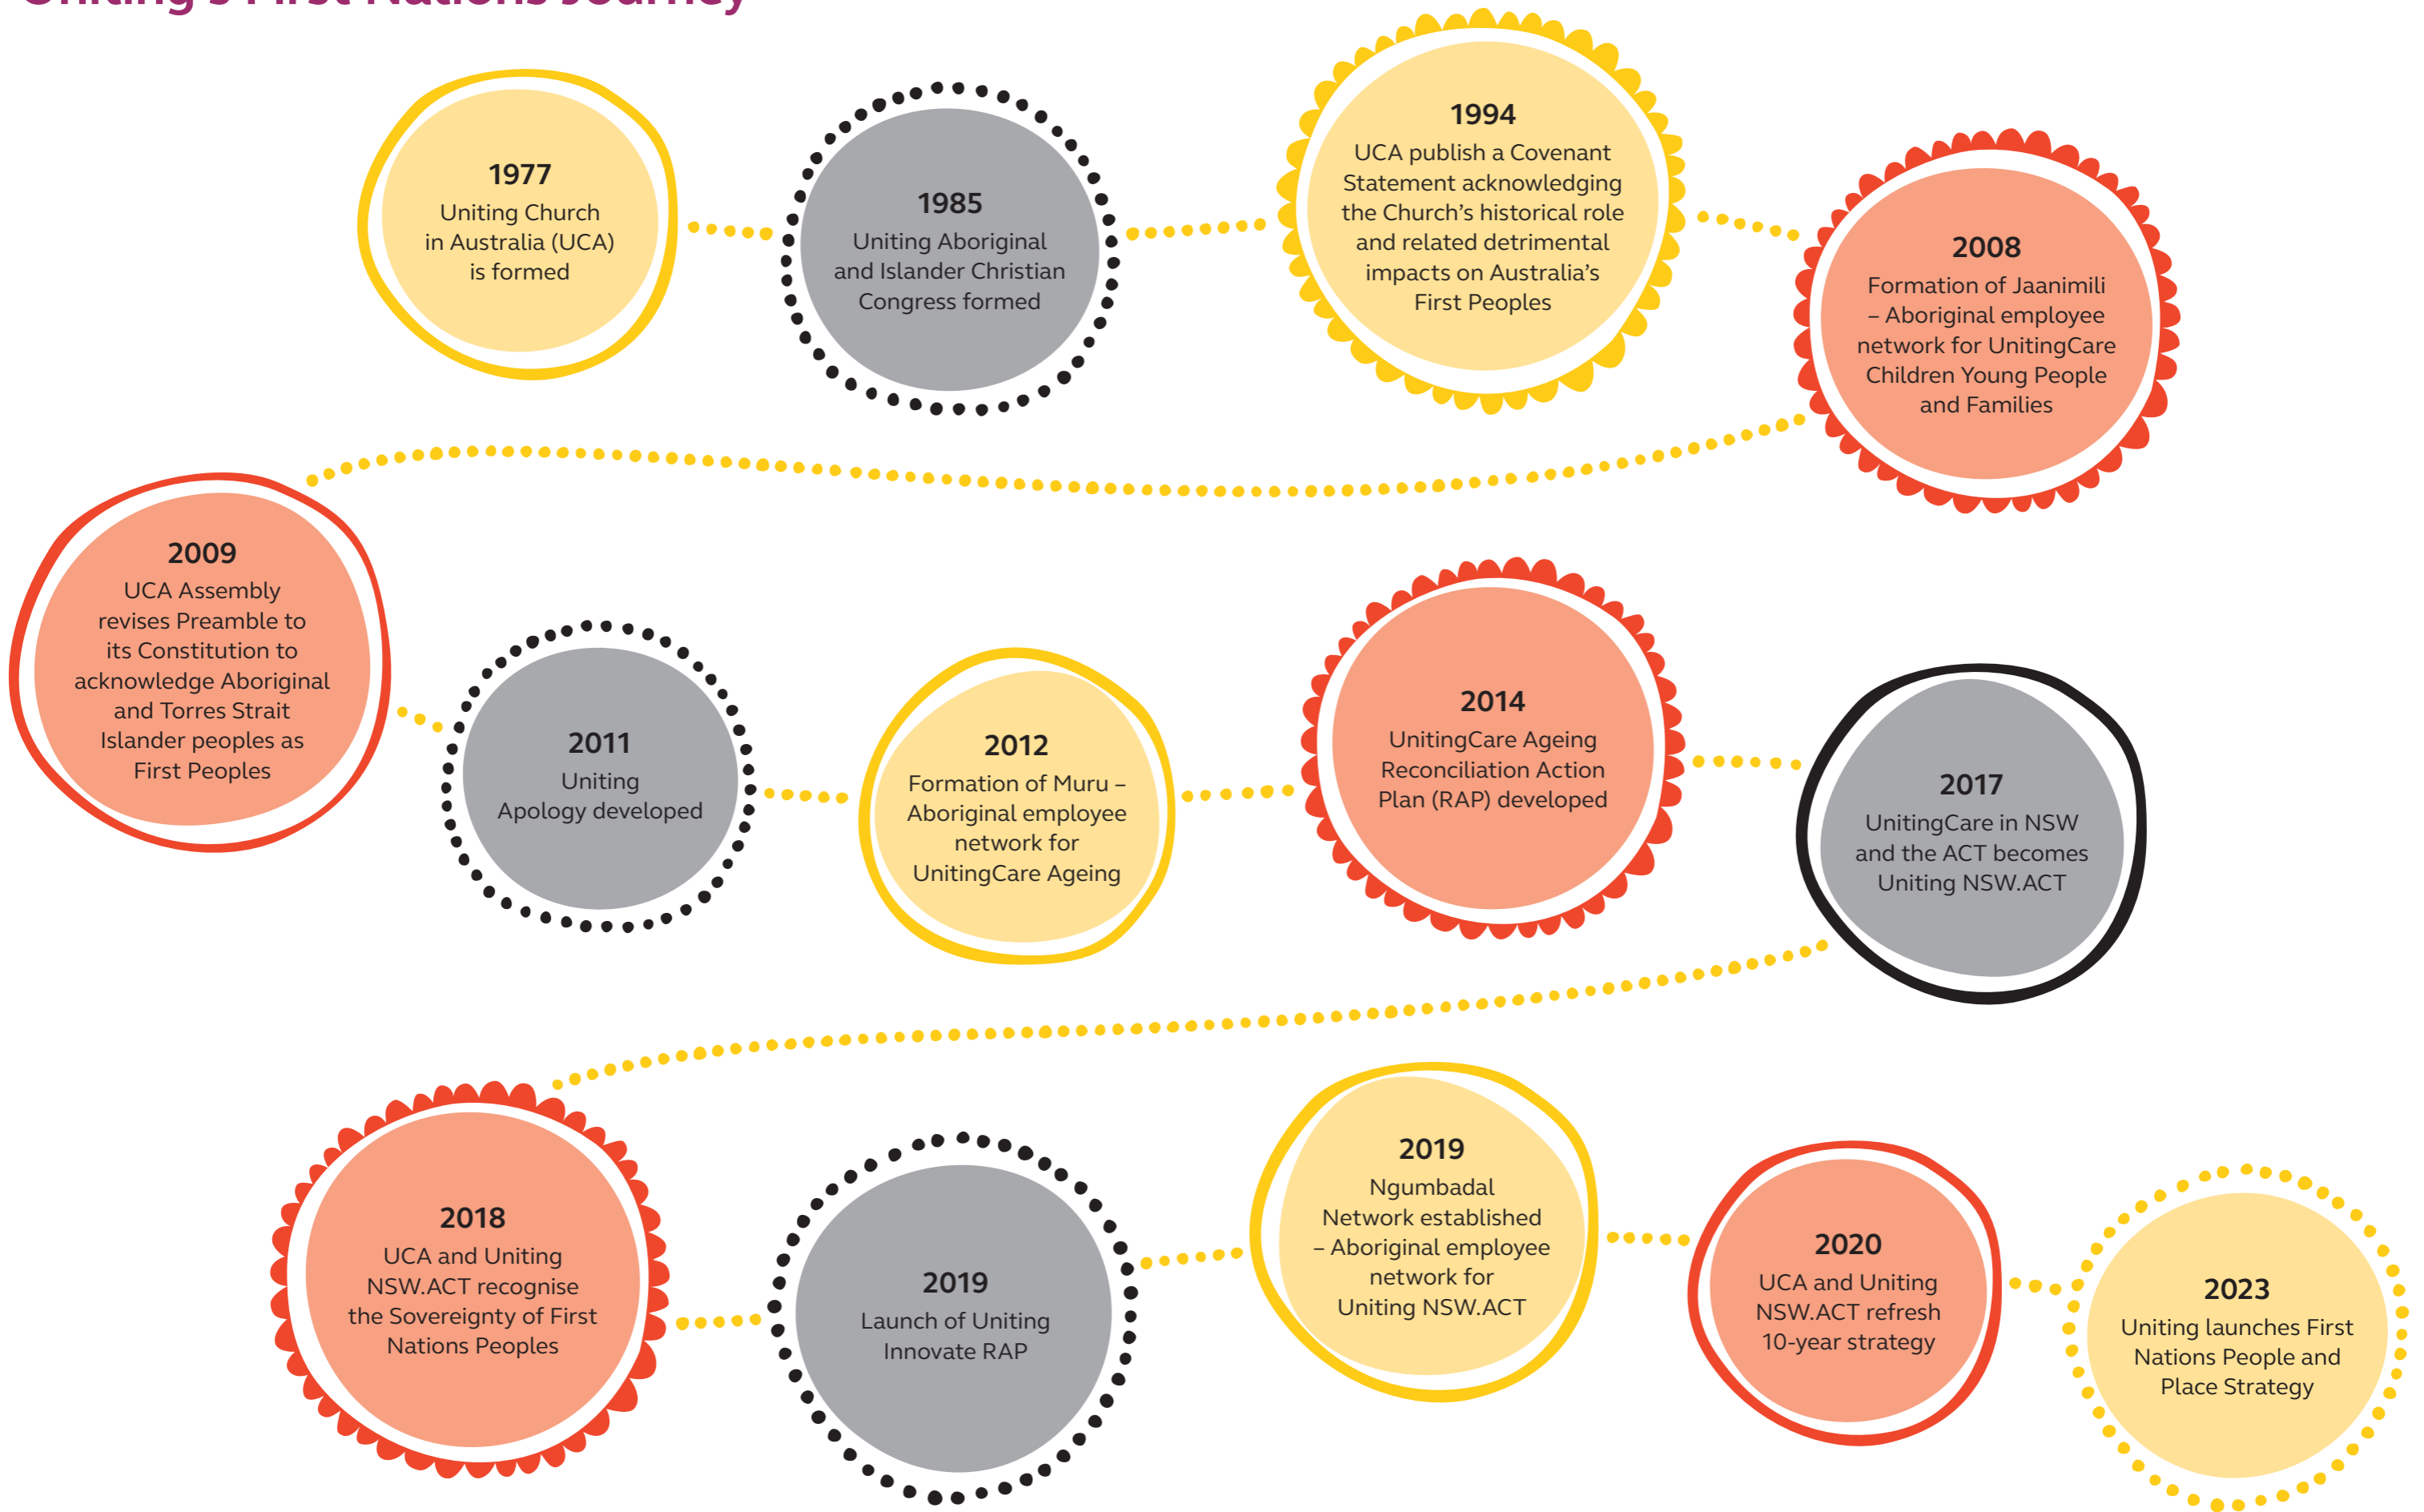 Uniting's First Nations Journey
1977
Uniting Church
in Australia (UCA)
is formed
1985
Uniting Aboriginal
and Islander Christian
Congress formed
1994
UCA publish a Covenant
Statement acknowledging
the Church's historical role
and related detrimental
impacts on Australia's
First Peoples
2008
Formation of Jaanimili
– Aboriginal employee
network for UnitingCare
Children Young People
and Families
2009
UCA Assembly
revises Preamble to
its Constitution to
acknowledge Aboriginal
and Torres Strait
Islander peoples as
First Peoples
2011
Uniting
Apology developed
2012
Formation of Muru –
Aboriginal employee
network for
UnitingCare Ageing
2014
UnitingCare Ageing
Reconciliation Action
Plan (RAP) developed
2017
UnitingCare in NSW
and the ACT becomes
Uniting NSW.ACT
2018
UCA and Uniting
NSW.ACT recognise
the Sovereignty of First
Nations Peoples
2019
Launch of Uniting
Innovate RAP
2019
Ngumbadal
Network established
– Aboriginal employee
network for
Uniting NSW.ACT
2020
UCA and Uniting
NSW.ACT refresh
10-year strategy
2023
Uniting launches First
Nations People and
Place Strategy